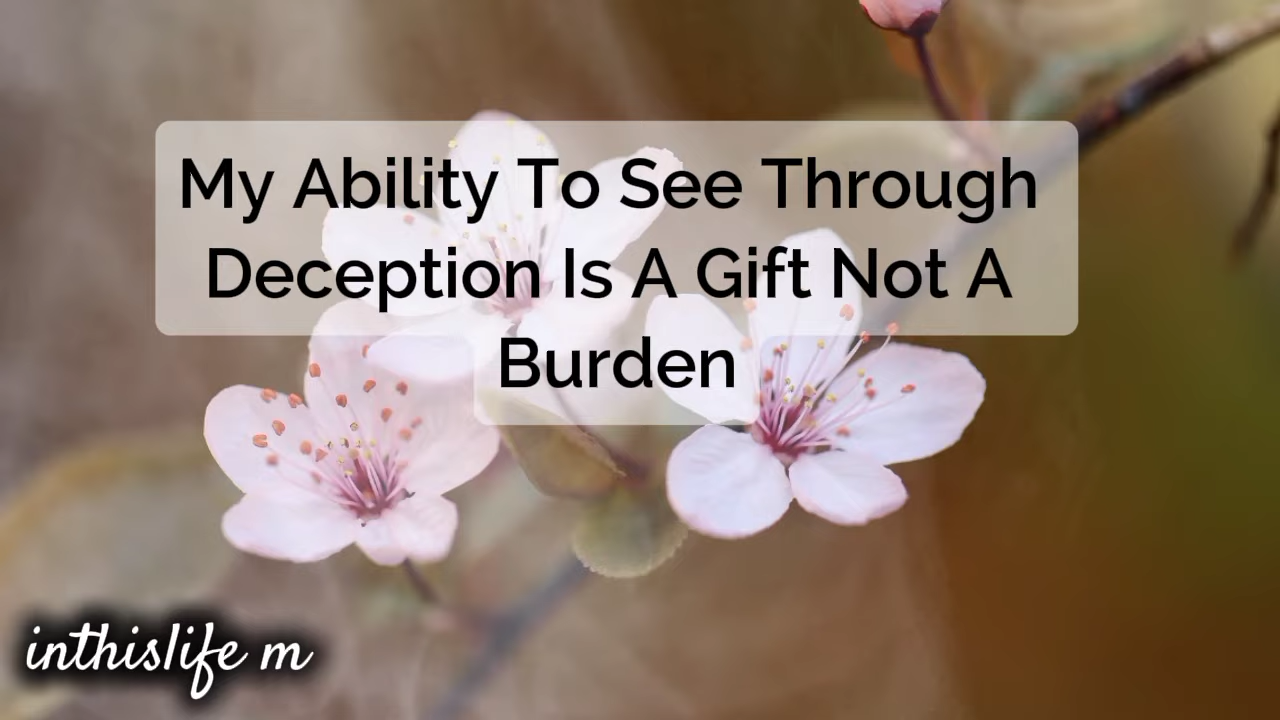 My Ability To See Through
Deception Is A Gift Not A
Burden
inthislife m